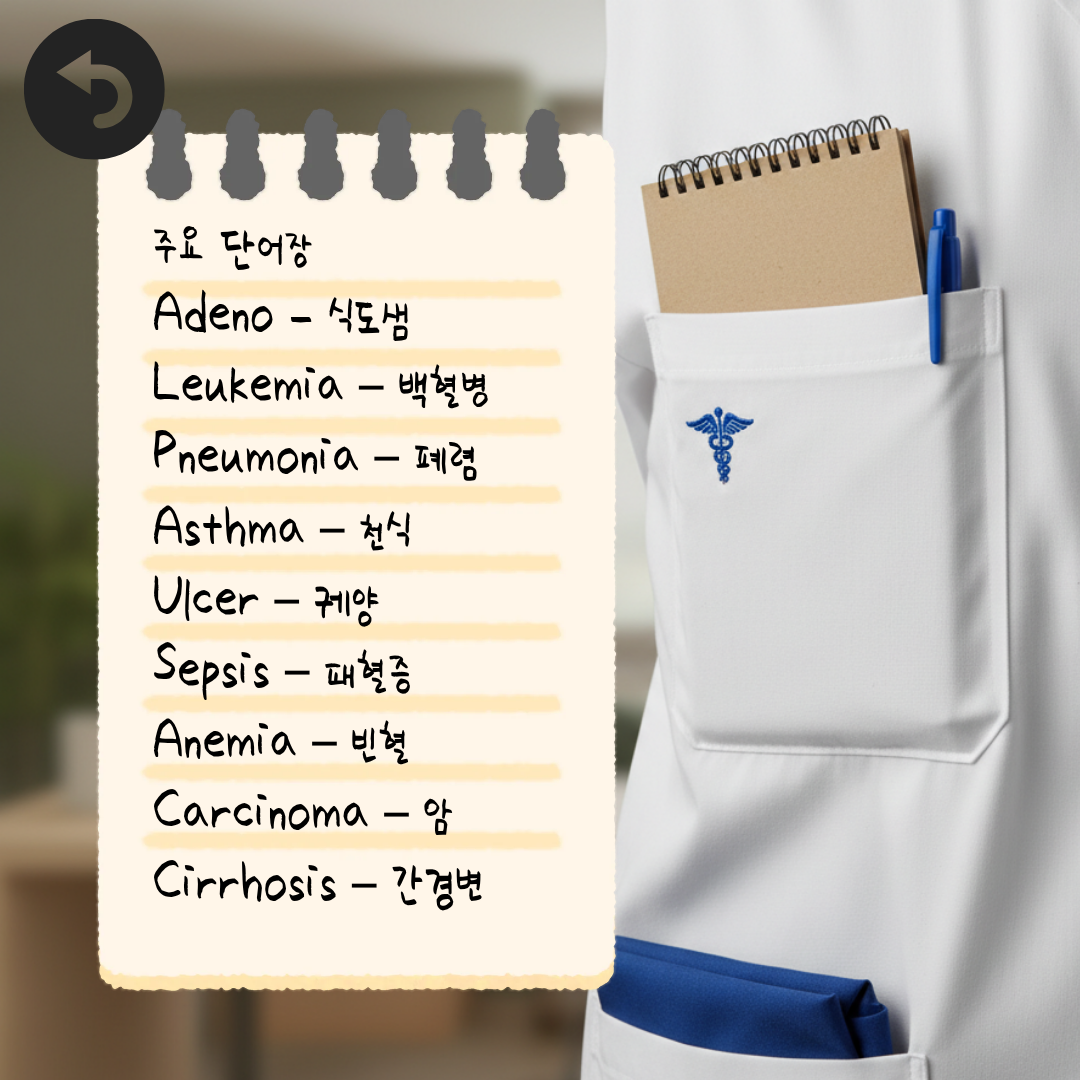 주요 단어장
Adeno – 식도샘
Leukemia – 백혈병
Pneumonia – 폐렴
Asthma – 천식
Ulcer – 궤양
Sepsis – 패혈증
Anemia – 빈혈
Carcinoma – 암
Cirrhosis – 간경변